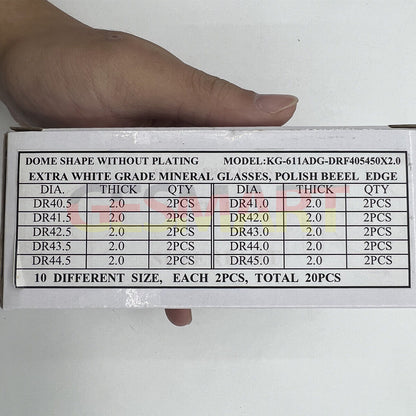 DOME SHAPE WITHOUT PLATING MODEL:KG-611ADG-DRF405450X2.0
EXTRA WHITE GRADE MINERAL GLASSES, POLISH BEEEL EDGE
DIA. THICK QTY DIA. THICK QTY
DR40.5 2.0 2PCS DR41.0 2.0 2PCS
DR41.5 2.0 2PCS DR42.0 2.0 2PCS
DR42.5 2.0 2PCS DR43.0 2.0 2PCS
DR43.5 2.0 2PCS DR44.0 2.0 2PCS
DR44.5 2.0 2PCS DR45.0 2.0 2PCS
10 DIFFERENT SIZE, EACH 2PCS, TOTAL 20PCS
GESMART